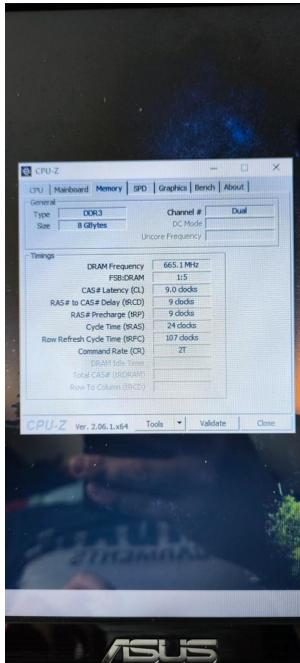 CPU-Z
CPU Mainboard Memory SPD Graphics Bench About
General
Type DDR3 Channel # Dual
Size 8 GBytes DC Mode
Uncore Frequency
Timings
DRAM Frequency 665.1 MHz
FSB:DRAM 1:5
CAS# Latency (CL) 9.0 clocks
RAS# to CAS# Delay (tRCD) 9 clocks
RAS# Precharge (tRP) 9 clocks
Cycle Time (tRAS) 24 clocks
Row Refresh Cycle Time (tRFC) 107 clocks
Command Rate (CR) 2T
DRAM Idle Timer
Total CAS# (tRDRAM)
Row To Column (tRCD)
CPU-Z Ver. 2.06.1.x64 Tools Validate Close
ASUS